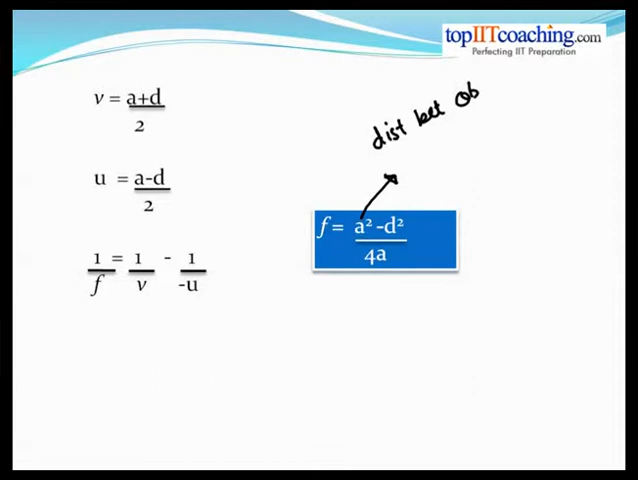 topIITcoaching.com
Perfecting IIT Preparation
v = a+d
2
dist bet Ob
u = a-d
2
f = a² -d²
4a
1 = 1 - 1
f v -u